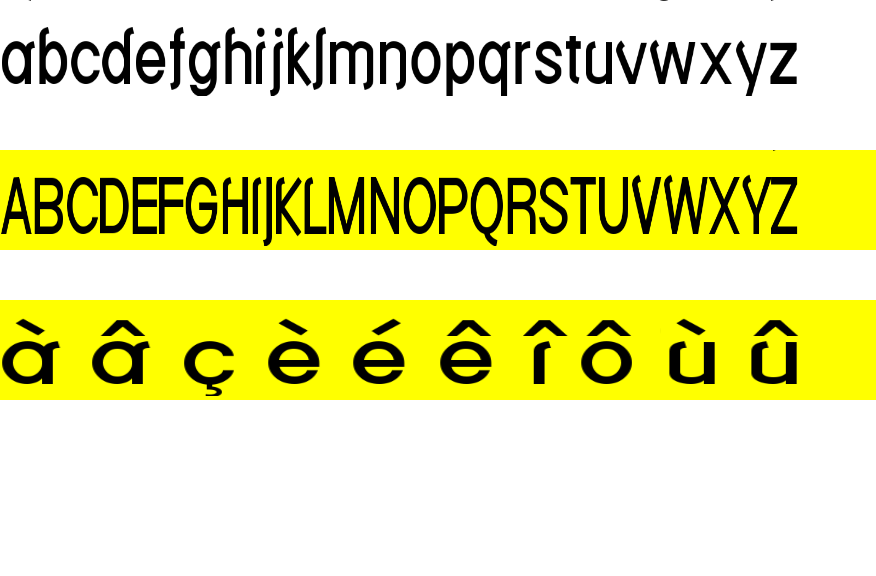 abcdefghijklmnopqrstuvwxyz
ABCDEFGHIJKLMNOPQRSTUVWXYZ
à â ç è é ê î ô ù û